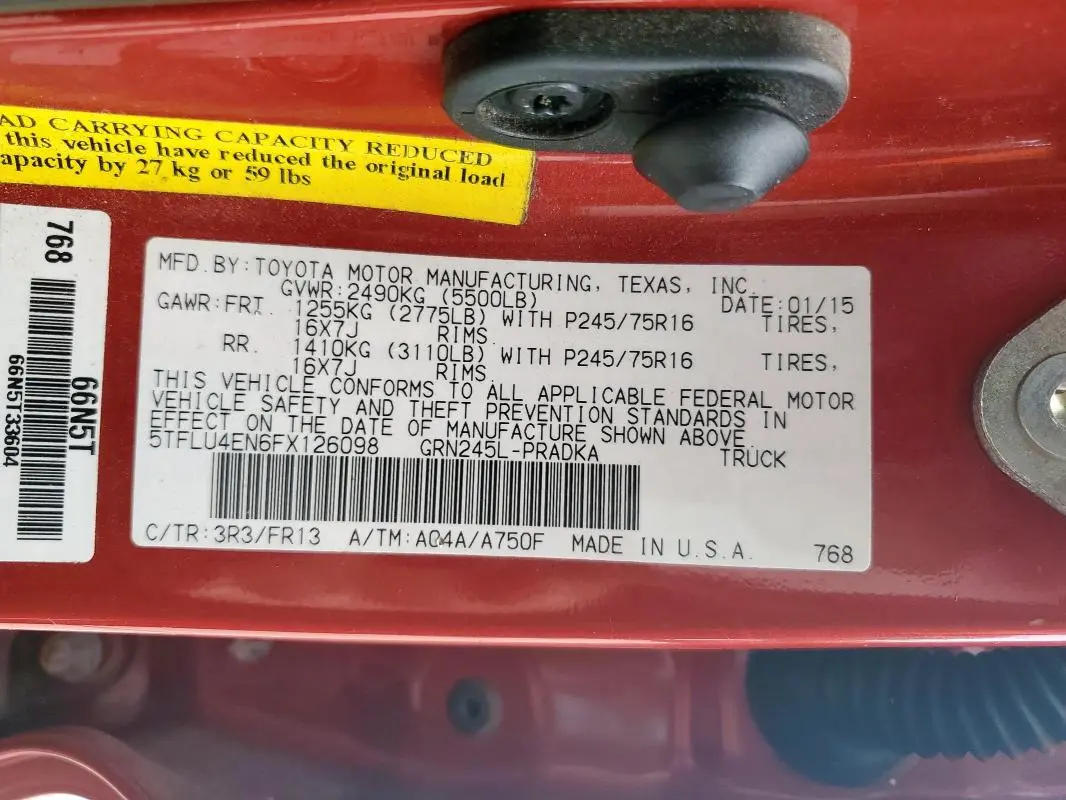 AD CARRYING CAPACITY REDUCED
this vehicle have reduced the original load
apacity by 27 kg or 59 lbs
768
66N5T
66N5T33604
MFD.BY:TOYOTA MOTOR MANUFACTURING, TEXAS, INC.
GVWR:2490KG (5500LB) DATE:01/15
GAWR:FRT. 1255KG (2775LB) WITH P245/75R16 TIRES,
16X7J RIMS.
RR. 1410KG (3110LB) WITH P245/75R16 TIRES,
16X7J RIMS.
THIS VEHICLE CONFORMS TO ALL APPLICABLE FEDERAL MOTOR
VEHICLE SAFETY AND THEFT PREVENTION STANDARDS IN
EFFECT ON THE DATE OF MANUFACTURE SHOWN ABOVE.
5TFLU4EN6FX126098 GRN245L-PRADKA TRUCK
C/TR:3R3/FR13 A/TM:A04A/A750F MADE IN U.S.A. 768